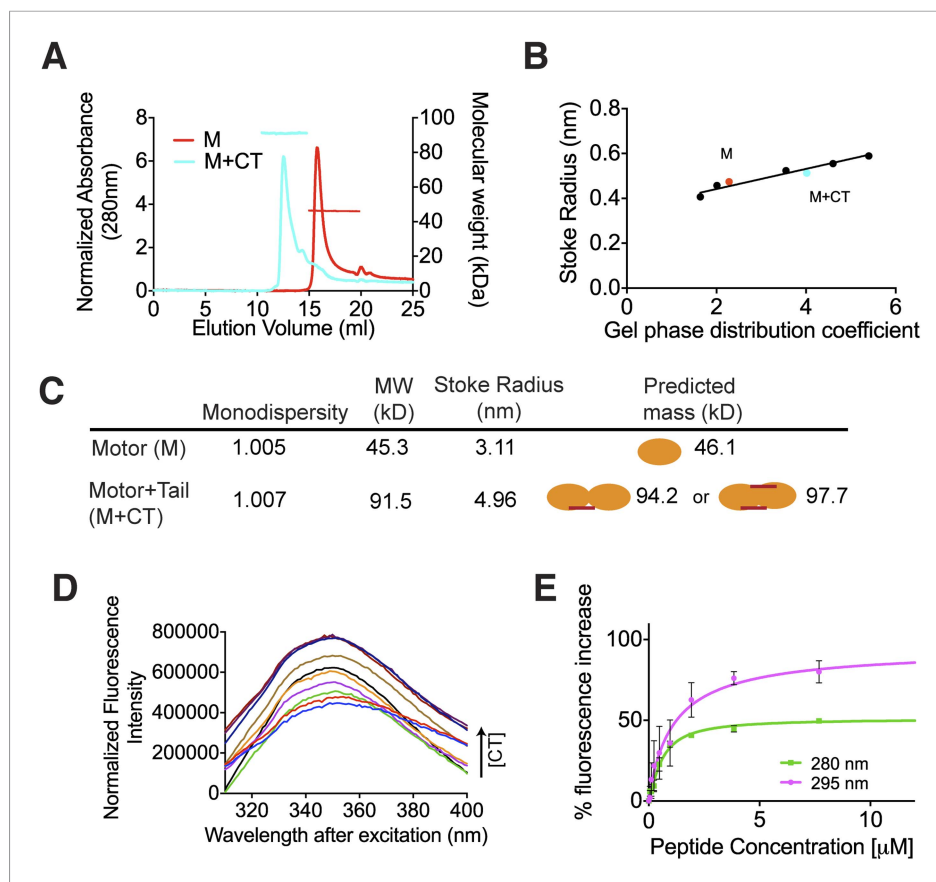 A
Normalized Absorbance
(280nm)
8
6
4
2
0
M
M+CT
100
80
60
40
20
0
Molecular weight (kDa)
0 5 10 15 20 25
Elution Volume (ml)
B
Stoke Radius (nm)
0.8
0.6
0.4
0.2
0.0
M
M+CT
0 2 4 6
Gel phase distribution coefficient
C
Monodispersity
MW
(kD)
Stoke Radius
(nm)
Predicted
mass (kD)
Motor (M) 1.005 45.3 3.11 46.1
Motor+Tail
(M+CT)
1.007 91.5 4.96 94.2 or 97.7
D
Normalized Fluorescence
Intensity
800000
600000
400000
200000
0
[CT]
320 340 360 380 400
Wavelength after excitation (nm)
E
% fluorescence increase
100
50
0
280 nm
295 nm
0 5 10
Peptide Concentration [μM]